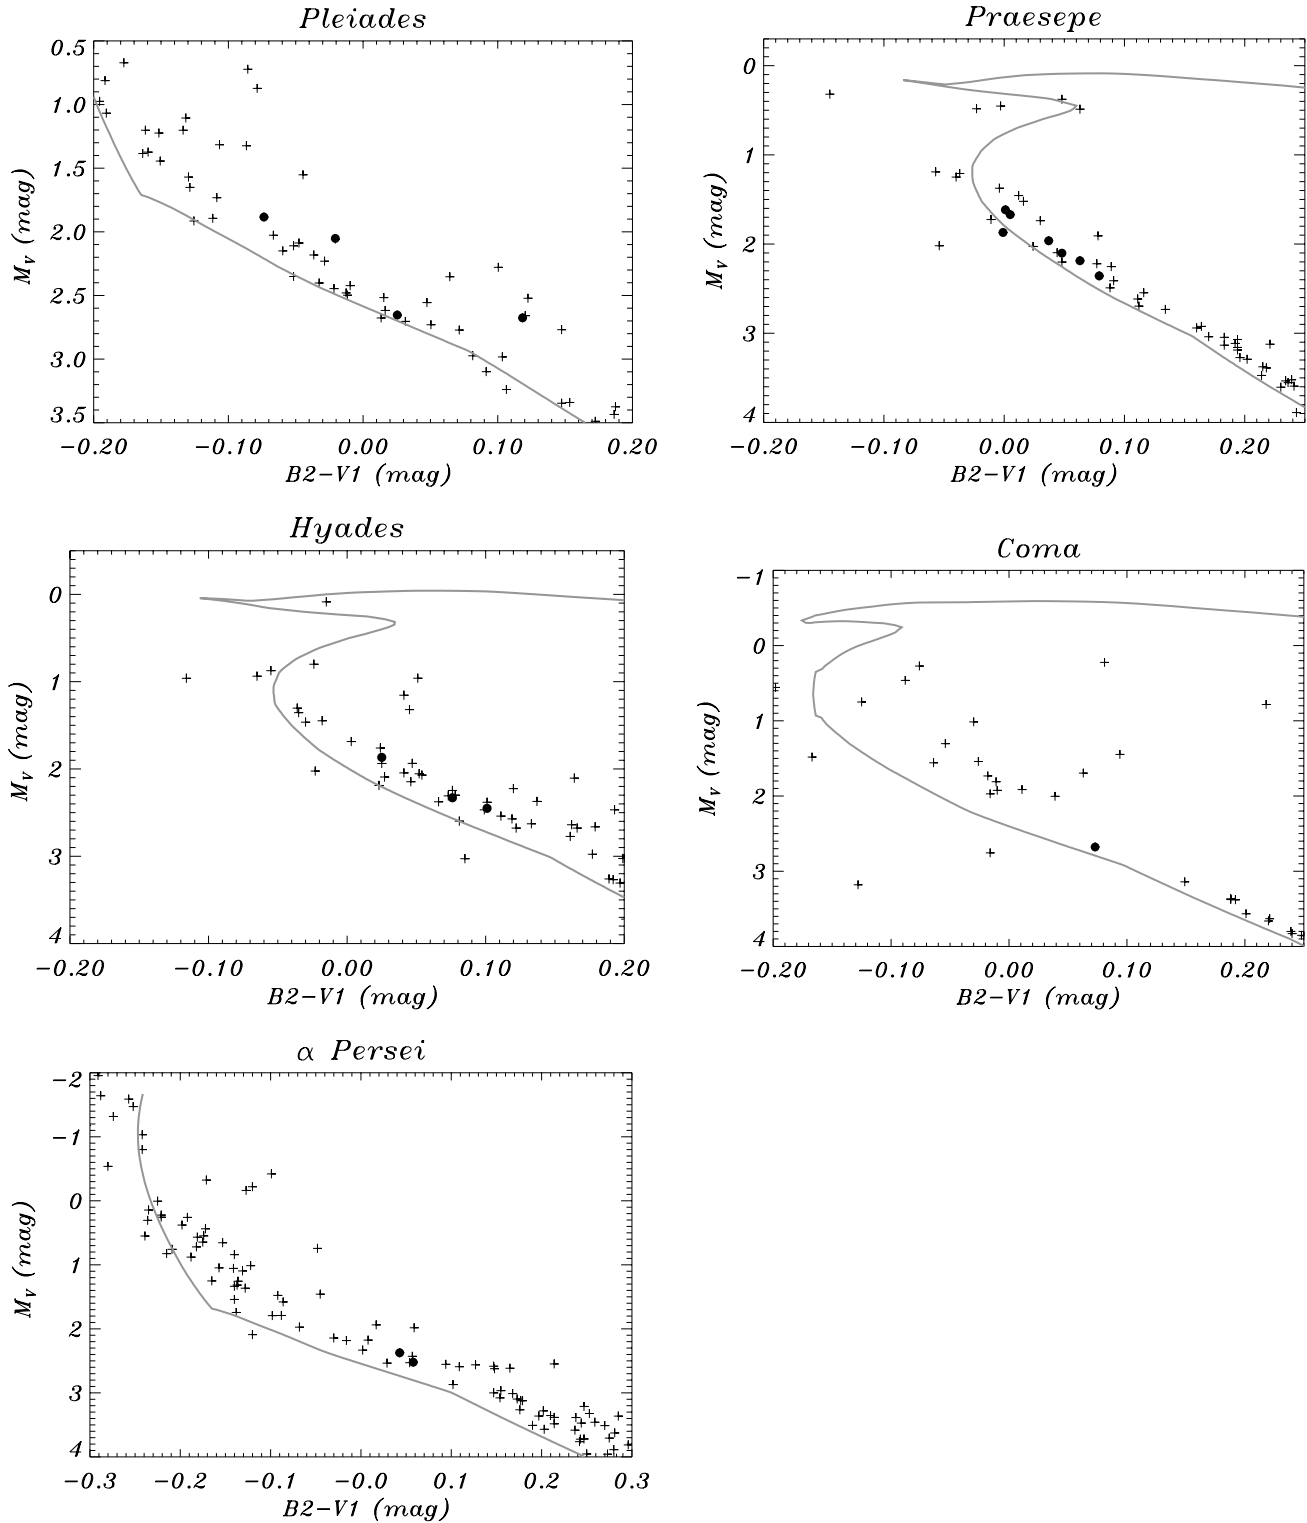 Pleiades
0.5
1.0
1.5
2.0
2.5
3.0
3.5
M_V (mag)
−0.20 −0.10 0.00 0.10 0.20
B2−V1 (mag)
Praesepe
0
1
2
3
4
M_V (mag)
−0.20 −0.10 0.00 0.10 0.20
B2−V1 (mag)
Hyades
0
1
2
3
4
M_V (mag)
−0.20 −0.10 0.00 0.10 0.20
B2−V1 (mag)
Coma
−1
0
1
2
3
4
M_V (mag)
−0.20 −0.10 0.00 0.10 0.20
B2−V1 (mag)
α Persei
−2
−1
0
1
2
3
4
M_V (mag)
−0.3 −0.2 −0.1 −0.0 0.1 0.2 0.3
B2−V1 (mag)